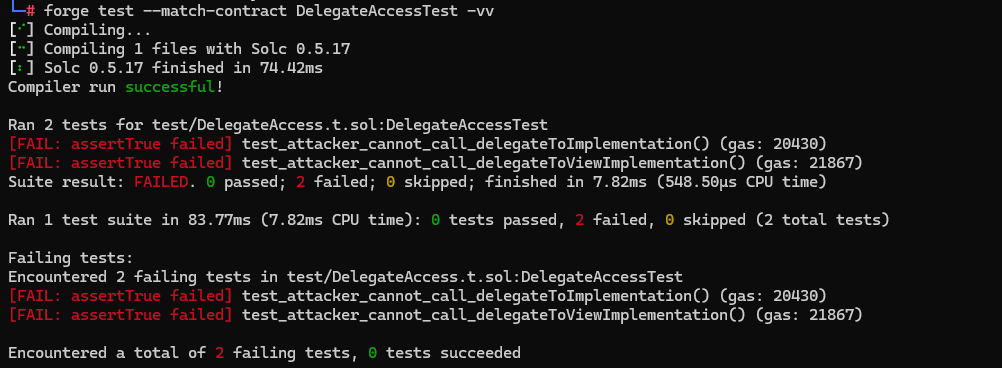 └─# forge test --match-contract DelegateAccessTest -vv
[⠊] Compiling...
[⠒] Compiling 1 files with Solc 0.5.17
[⠆] Solc 0.5.17 finished in 74.42ms
Compiler run successful!
Ran 2 tests for test/DelegateAccess.t.sol:DelegateAccessTest
[FAIL: assertTrue failed] test_attacker_cannot_call_delegateToImplementation() (gas: 20430)
[FAIL: assertTrue failed] test_attacker_cannot_call_delegateToViewImplementation() (gas: 21867)
Suite result: FAILED. 0 passed; 2 failed; 0 skipped; finished in 7.82ms (548.50µs CPU time)
Ran 1 test suite in 83.77ms (7.82ms CPU time): 0 tests passed, 2 failed, 0 skipped (2 total tests)
Failing tests:
Encountered 2 failing tests in test/DelegateAccess.t.sol:DelegateAccessTest
[FAIL: assertTrue failed] test_attacker_cannot_call_delegateToImplementation() (gas: 20430)
[FAIL: assertTrue failed] test_attacker_cannot_call_delegateToViewImplementation() (gas: 21867)
Encountered a total of 2 failing tests, 0 tests succeeded